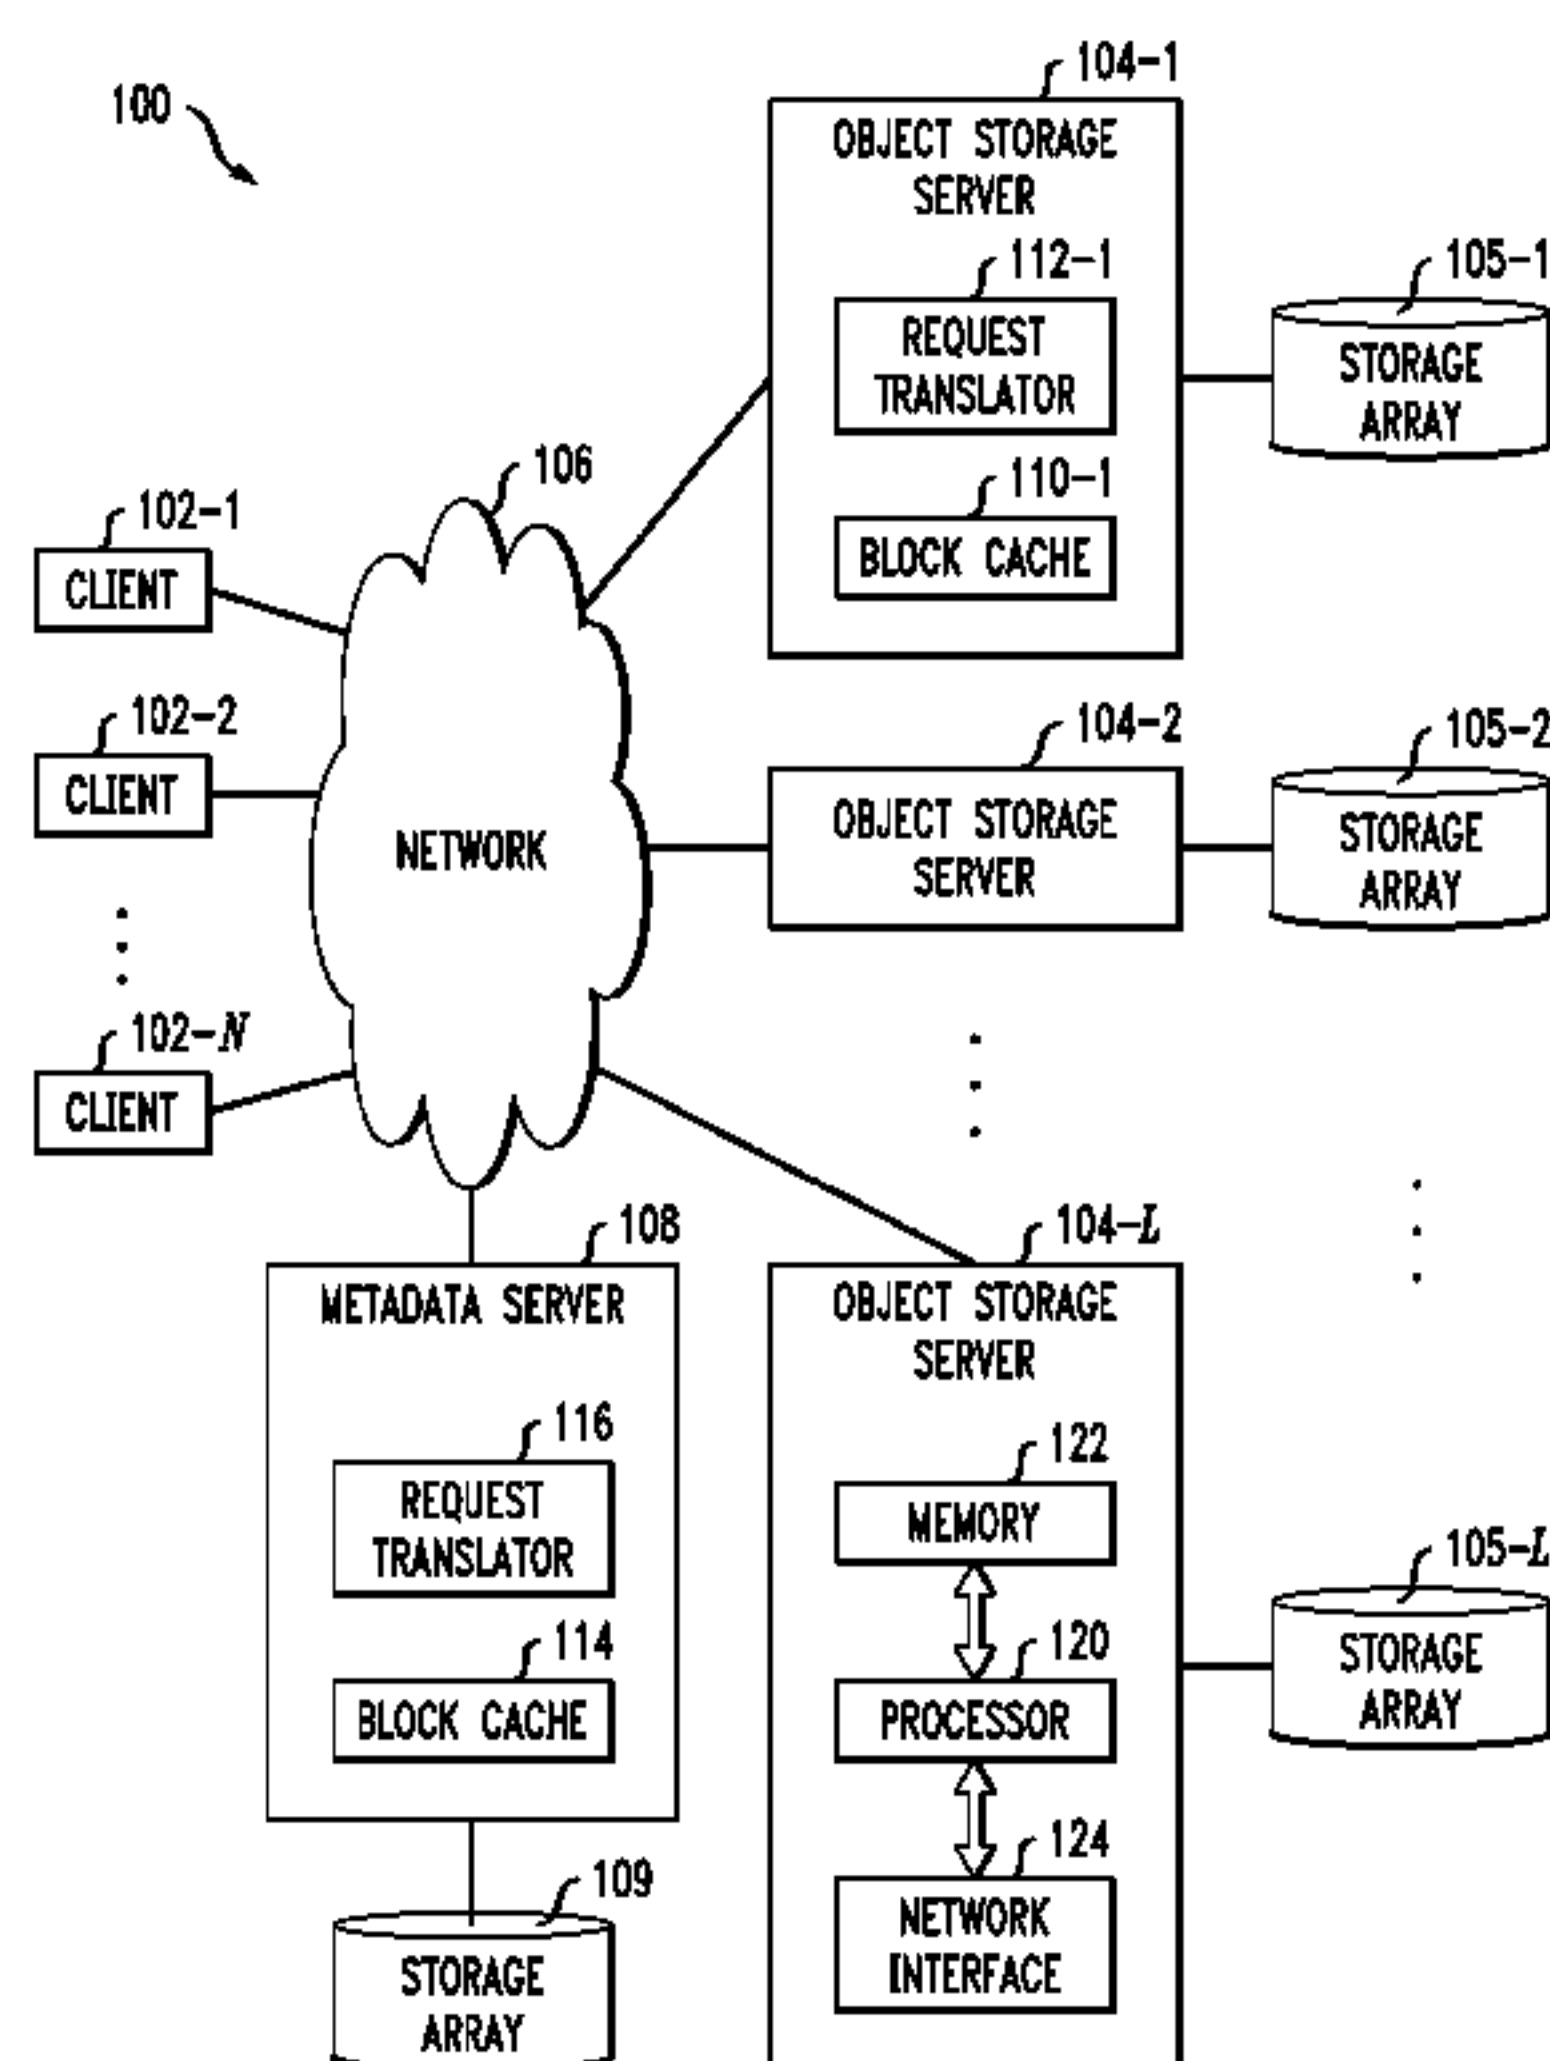 100
104-1
OBJECT STORAGE
SERVER
112-1
REQUEST
TRANSLATOR
110-1
BLOCK CACHE
105-1
STORAGE
ARRAY
106
NETWORK
102-1
CLIENT
102-2
CLIENT
102-N
CLIENT
104-2
OBJECT STORAGE
SERVER
105-2
STORAGE
ARRAY
108
METADATA SERVER
116
REQUEST
TRANSLATOR
114
BLOCK CACHE
109
STORAGE
ARRAY
104-L
OBJECT STORAGE
SERVER
122
MEMORY
120
PROCESSOR
124
NETWORK
INTERFACE
105-L
STORAGE
ARRAY